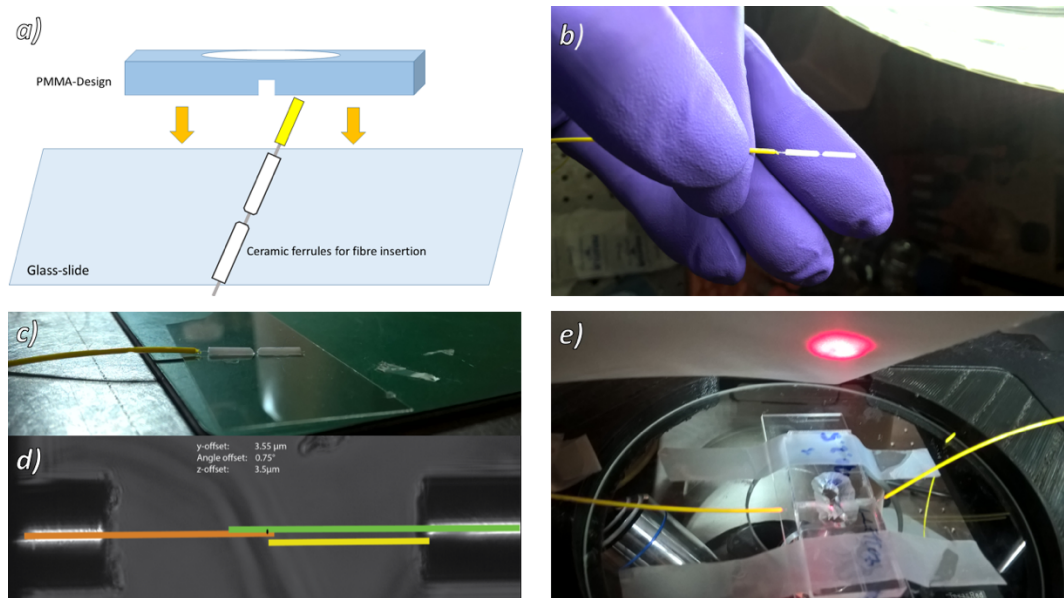 a)
PMMA-Design
Ceramic ferrules for fibre insertion
Glass-slide
b)
c)
d)
y-offset: 3.55 µm
Angle offset: 0.75°
z-offset: 3.5µm
e)